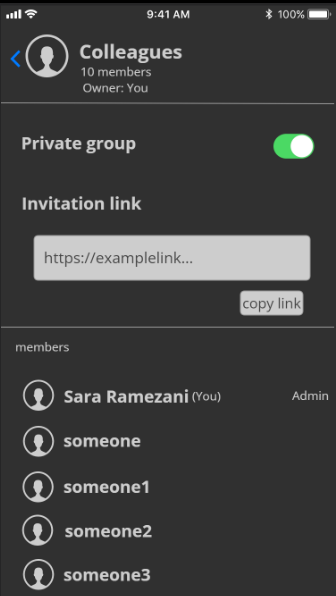 9:41 AM 100%
Colleagues
10 members
Owner: You
Private group
Invitation link
https://examplelink...
copy link
members
Sara Ramezani (You) Admin
someone
someone1
someone2
someone3